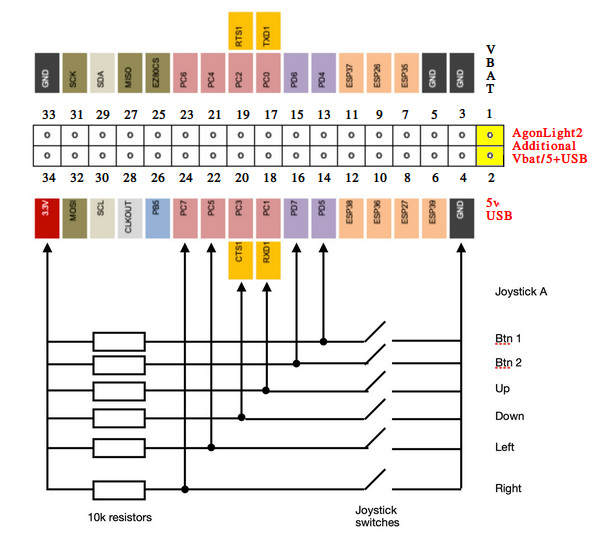 RTS1 TXD1
V
B
A
T
GND SCK SDA MISO EZ80CS PC6 PC4 PC2 PC0 PD6 PD4 ESP37 ESP26 ESP35 GND GND
33 31 29 27 25 23 21 19 17 15 13 11 9 7 5 3 1
AgonLight2
Additional
Vbat/5+USB
34 32 30 28 26 24 22 20 18 16 14 12 10 8 6 4 2
3.3V MOSI SCL CLKOUT PB5 PC7 PC5 PC3 PC1 PD7 PD5 ESP38 ESP36 ESP27 ESP39 GND
5v
USB
CTS1 RXD1
Joystick A
Btn 1
Btn 2
Up
Down
Left
Right
10k resistors
Joystick
switches